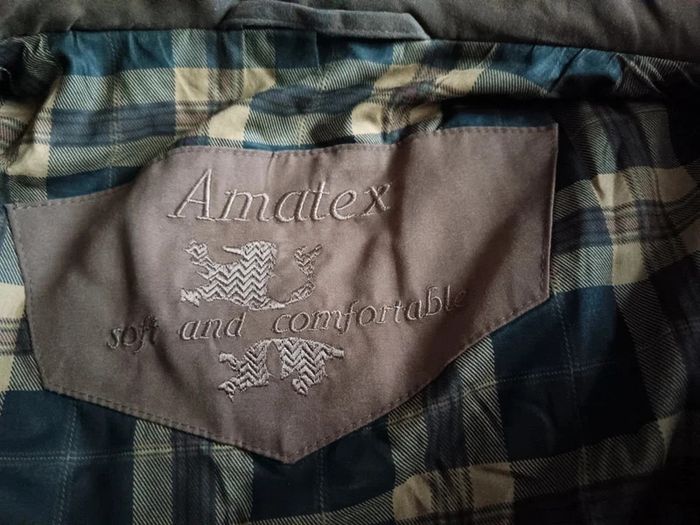 Amatex
soft and comfortable